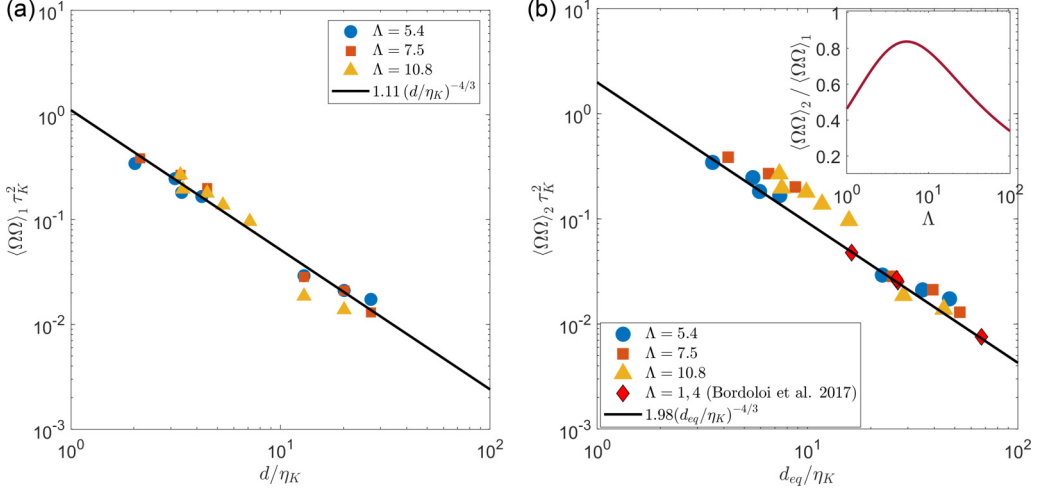 (a)
10^1
10^0
10^-1
10^-2
10^-3
10^0
10^1
10^2
⟨ΩΩ⟩_1 τ_K^2
d/η_K
Λ = 5.4
Λ = 7.5
Λ = 10.8
1.11 (d/η_K)^-4/3
(b)
10^1
10^0
10^-1
10^-2
10^-3
10^0
10^1
10^2
⟨ΩΩ⟩_2 τ_K^2
d_eq/η_K
1
0.8
0.6
0.4
0.2
10^0
10^1
10^2
⟨ΩΩ⟩_2 / ⟨ΩΩ⟩_1
Λ
Λ = 5.4
Λ = 7.5
Λ = 10.8
Λ = 1, 4 (Bordoloi et al. 2017)
1.98(d_eq/η_K)^-4/3